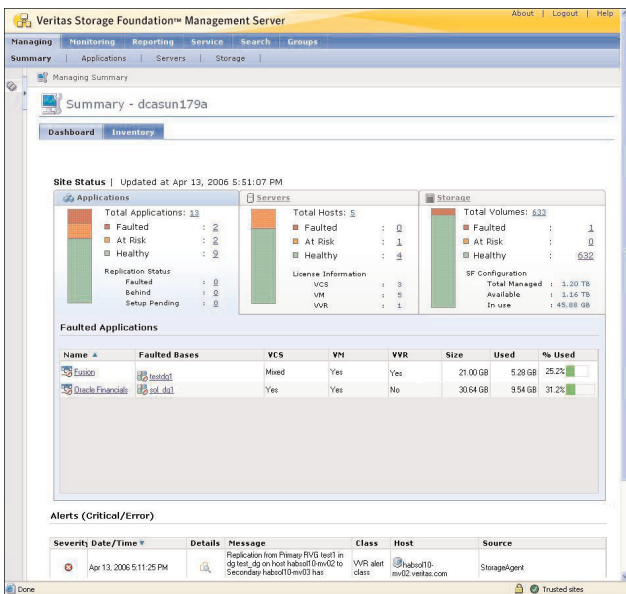 About | Logout | Help
Veritas Storage Foundation™ Management Server
Managing Monitoring Reporting Service Search Groups
Summary | Applications | Servers | Storage |
Managing Summary
Summary - dcasun179a
Dashboard Inventory
Site Status | Updated at Apr 13, 2006 5:51:07 PM
Applications
Total Applications: 13
Faulted : 2
At Risk : 2
Healthy : 9
Replication Status
Faulted : 0
Behind : 0
Setup Pending : 0
Servers
Total Hosts: 5
Faulted : 0
At Risk : 1
Healthy : 4
License Information
VCS : 3
VM : 5
VVR : 1
Storage
Total Volumes: 633
Faulted : 1
At Risk : 0
Healthy : 632
SF Configuration
Total Managed : 1.20 TB
Available : 1.16 TB
In use : 45.88 GB
Faulted Applications
Name Faulted Bases VCS VM VVR Size Used % Used
Fusion testdg1 Mixed Yes Yes 21.00 GB 5.28 GB 25.2%
Oracle Financials sol_dg1 Yes Yes No 30.64 GB 9.54 GB 31.2%
Alerts (Critical/Error)
Severity Date/Time Details Message Class Host Source
Apr 13, 2006 5:11:25 PM
Replication from Primary RVG test1 in
dg test_dg on host habsol10-mv02 to
Secondary habsol10-mv03 has
VVR alert
class
habsol10-
mv02.veritas.com
StorageAgent
Done Trusted sites